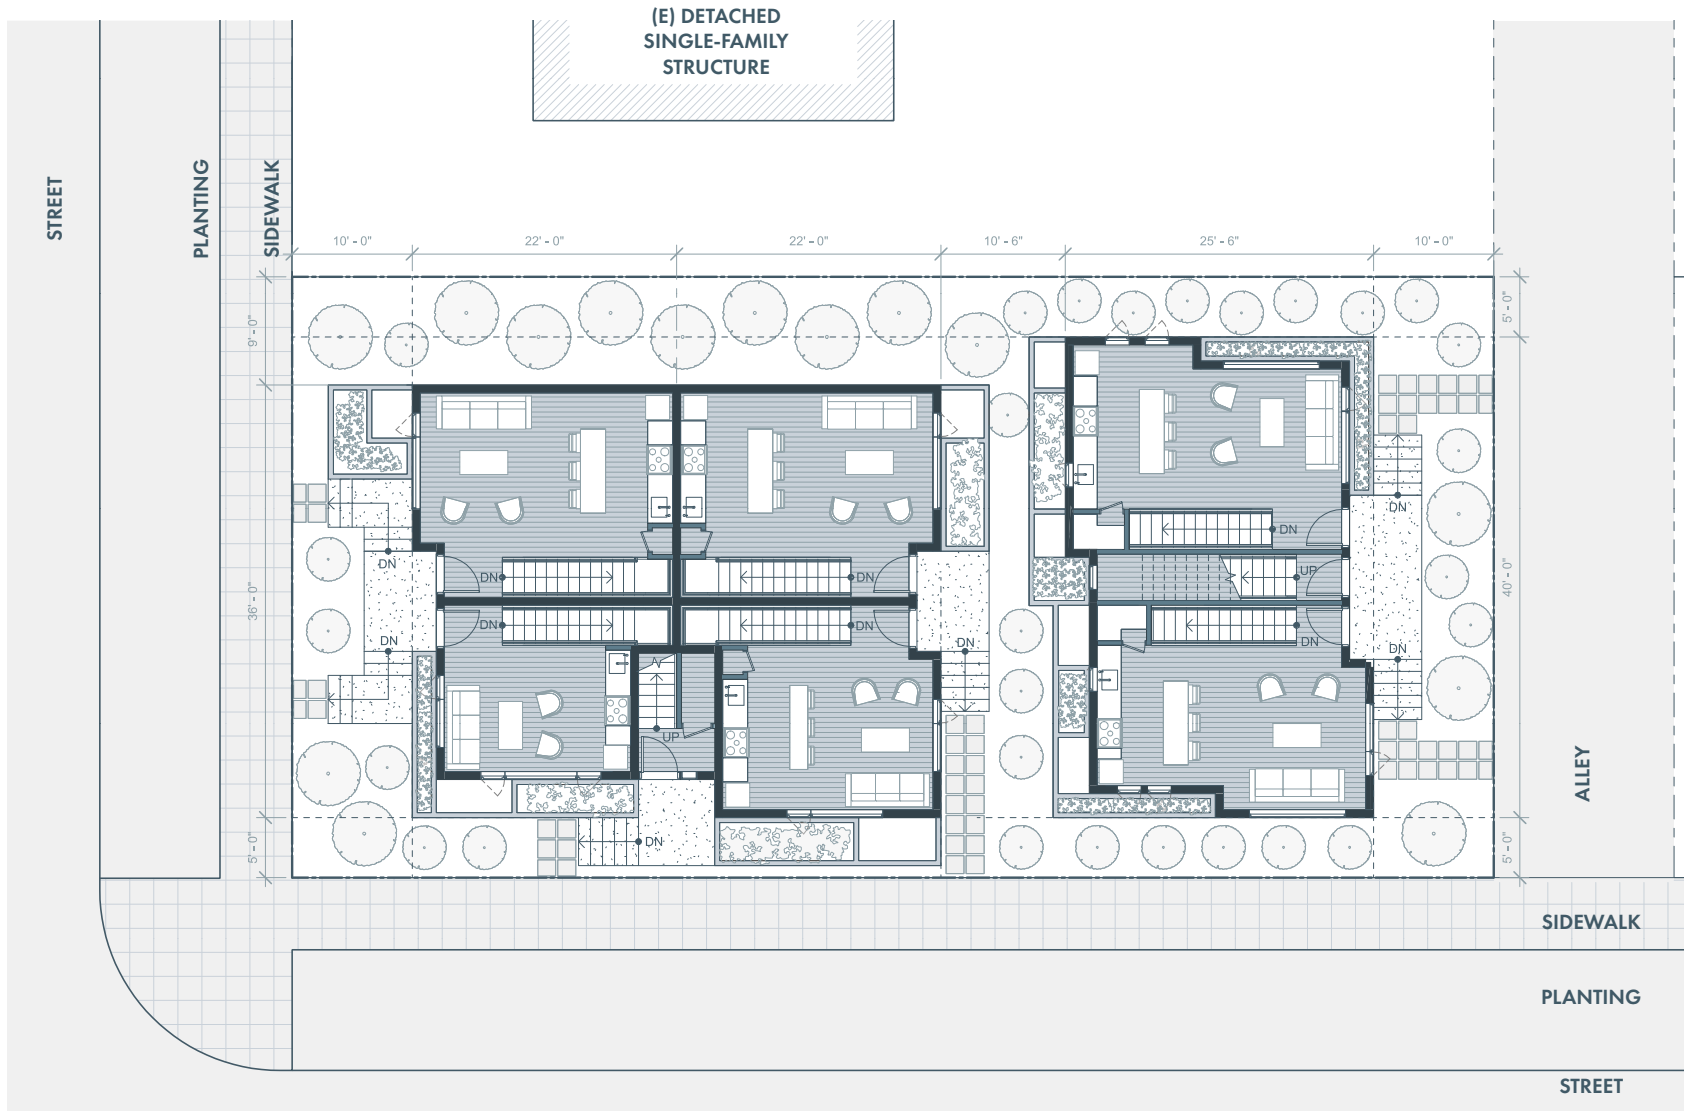 (E) DETACHED
SINGLE-FAMILY
STRUCTURE
STREET
PLANTING
SIDEWALK
10' - 0"
22' - 0"
22' - 0"
10' - 6"
25' - 6"
10' - 0"
9' - 0"
5' - 0"
DN
DN
DN
DN
DN
UP
36' - 0"
40' - 0"
DN
DN
DN
DN
DN
DN
DN
UP
ALLEY
5' - 0"
DN
5' - 0"
SIDEWALK
PLANTING
STREET